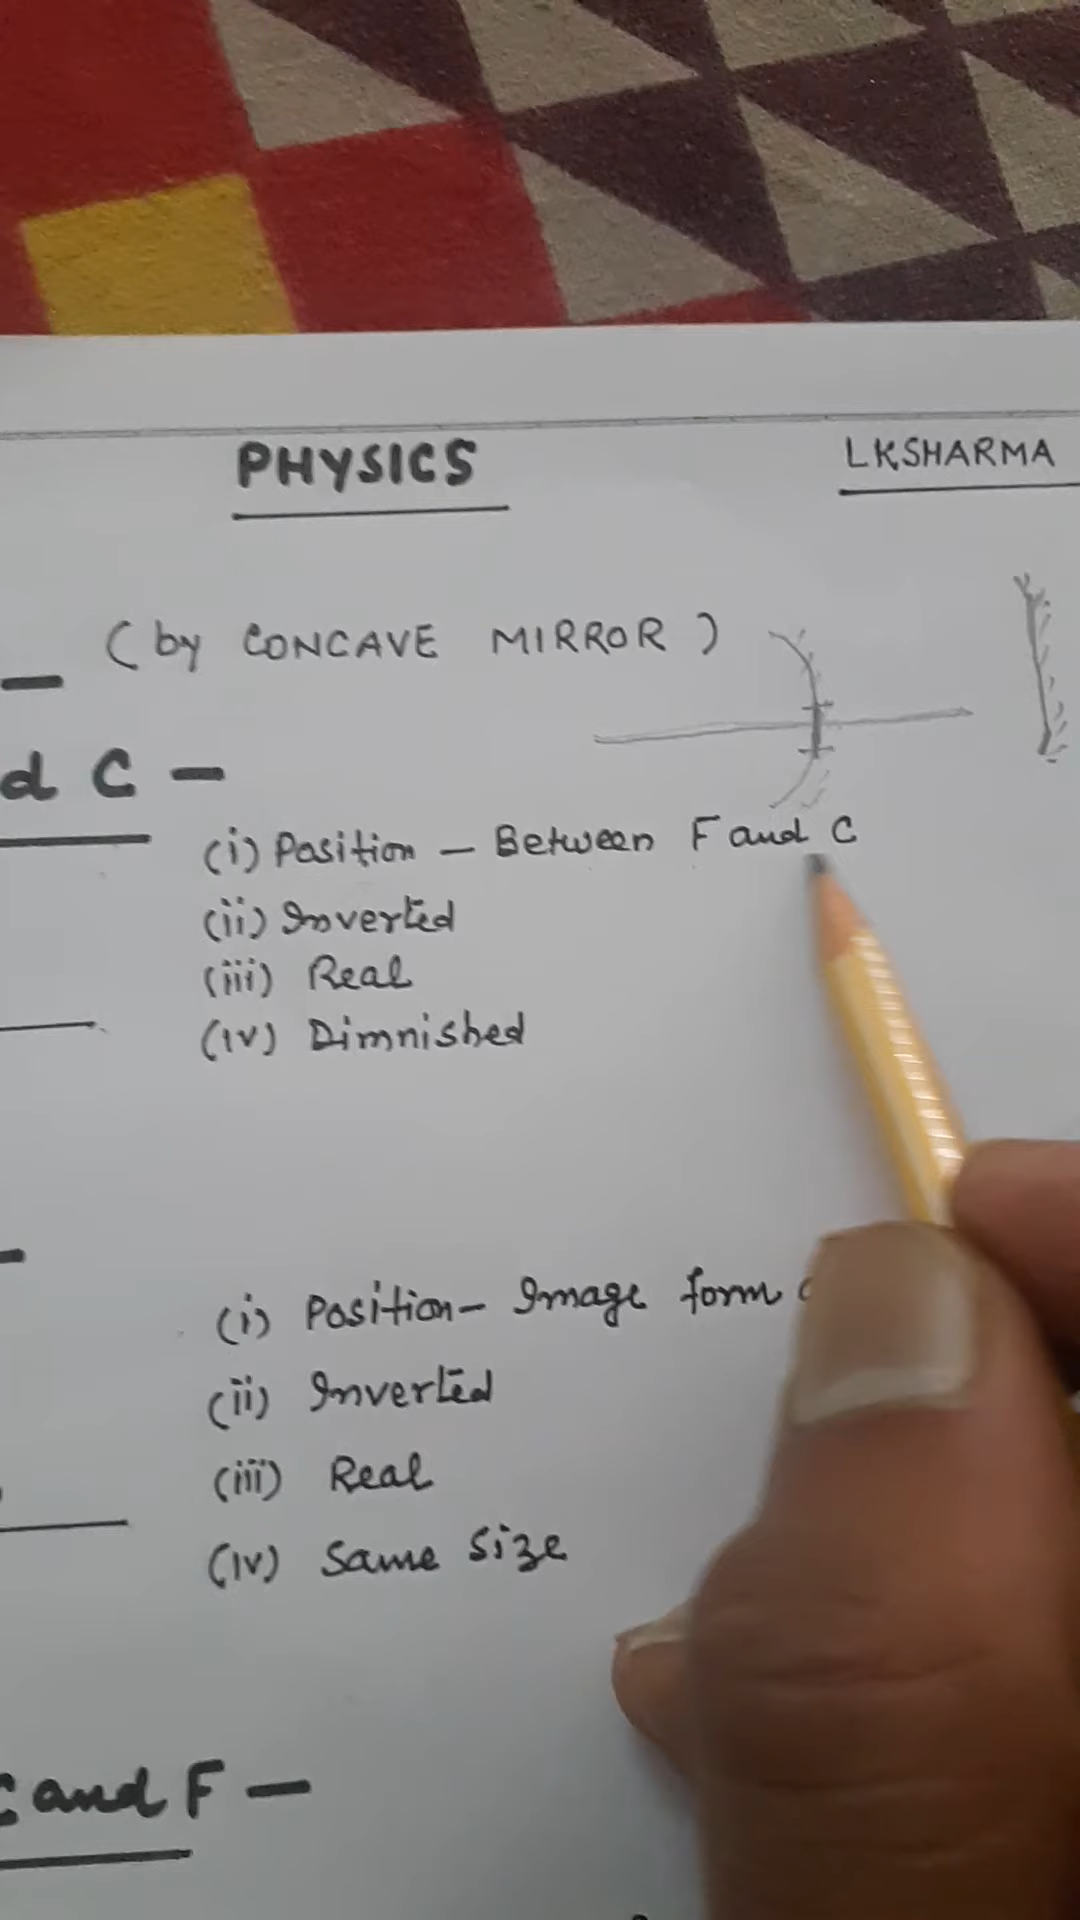 PHYSICS
LKSHARMA
(by CONCAVE MIRROR)
d C -
(i) Position - Between F and C
(ii) Inverted
(iii) Real
(iv) Dimnished
(i) Position - Image form
(ii) Inverted
(iii) Real
(iv) Same Size
and F -